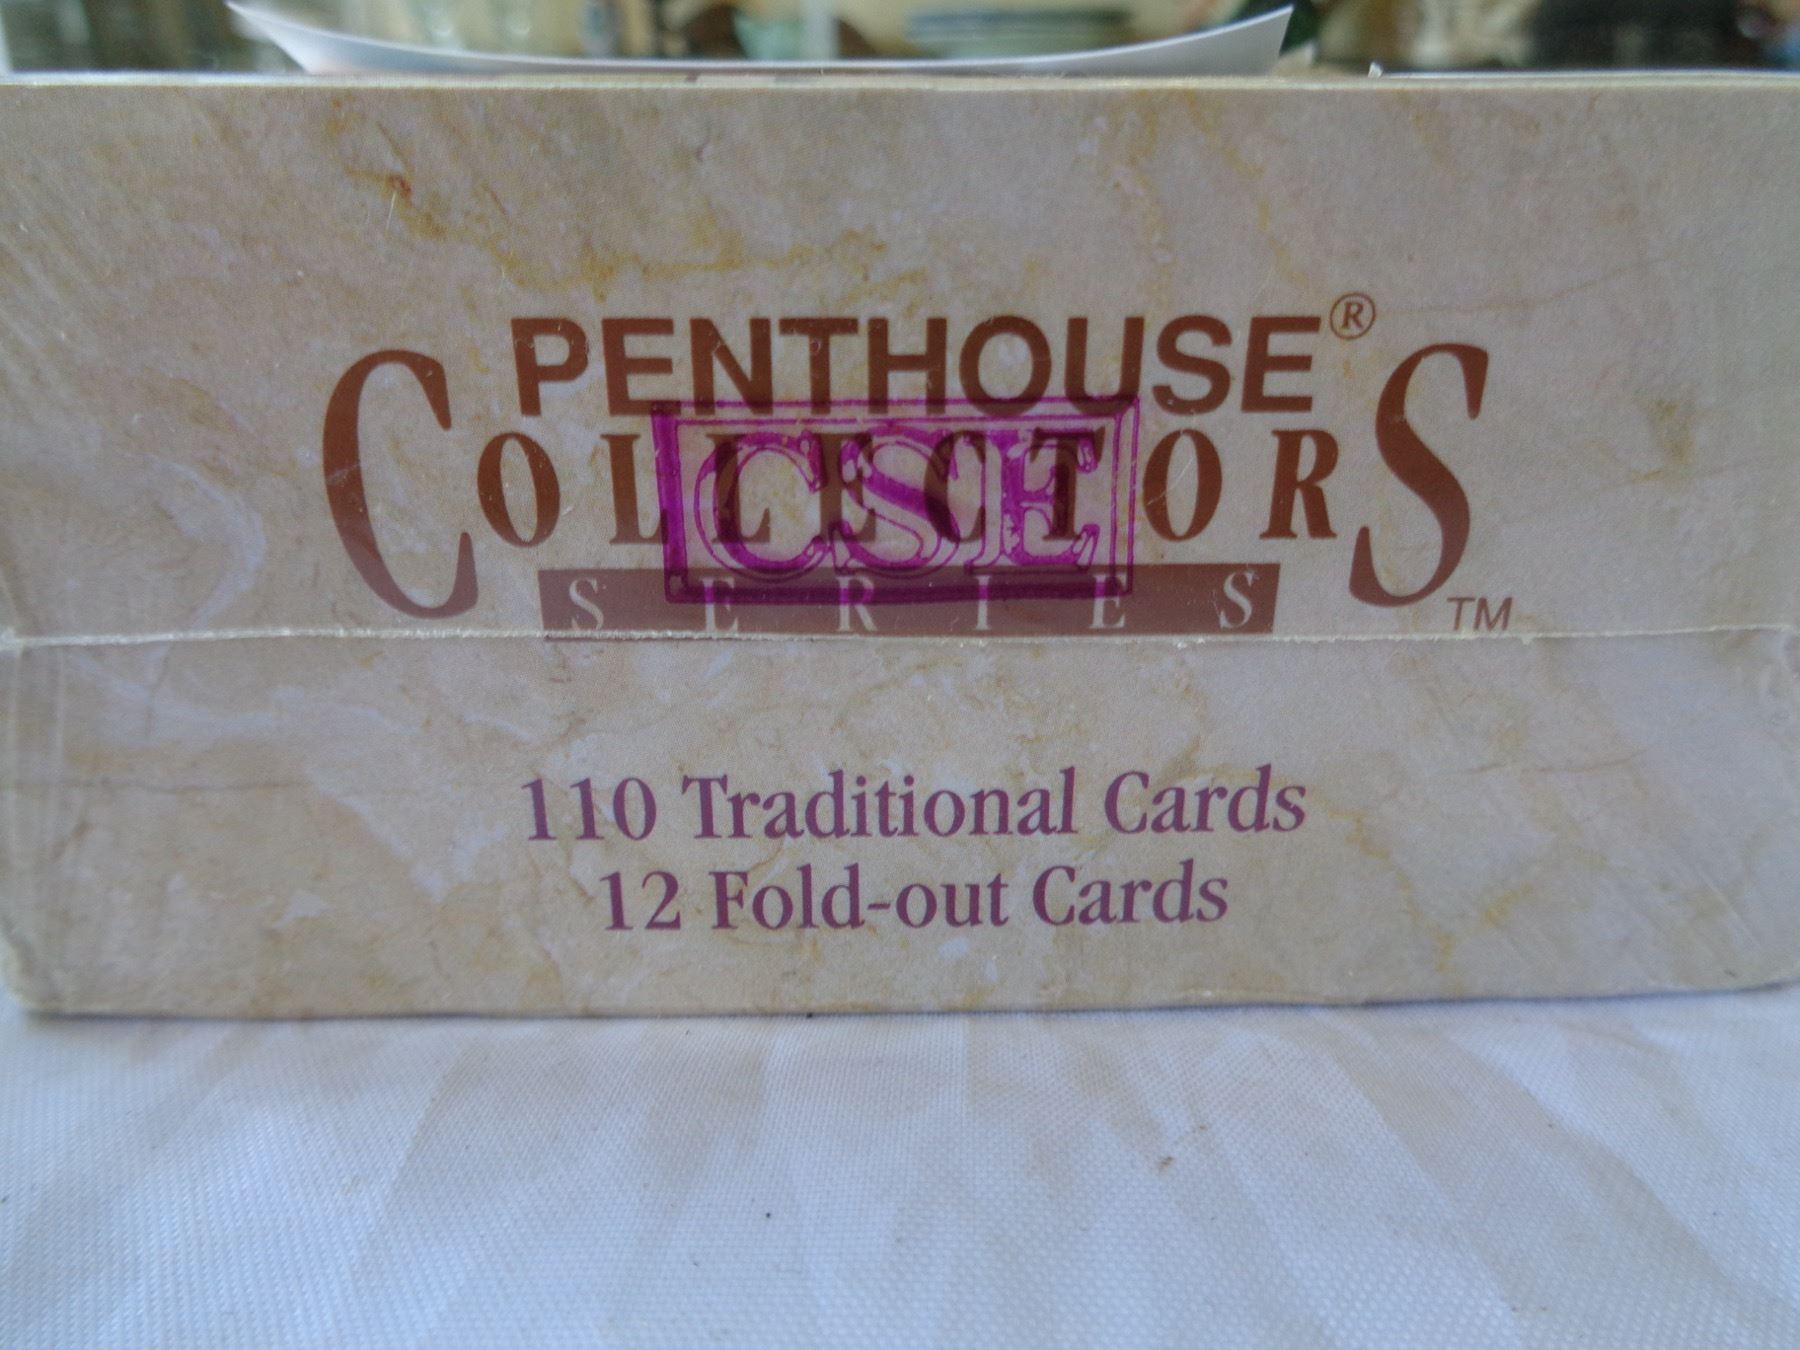 PENTHOUSE®
COLLECTORS
CSE
SERIES
TM
110 Traditional Cards
12 Fold-out Cards